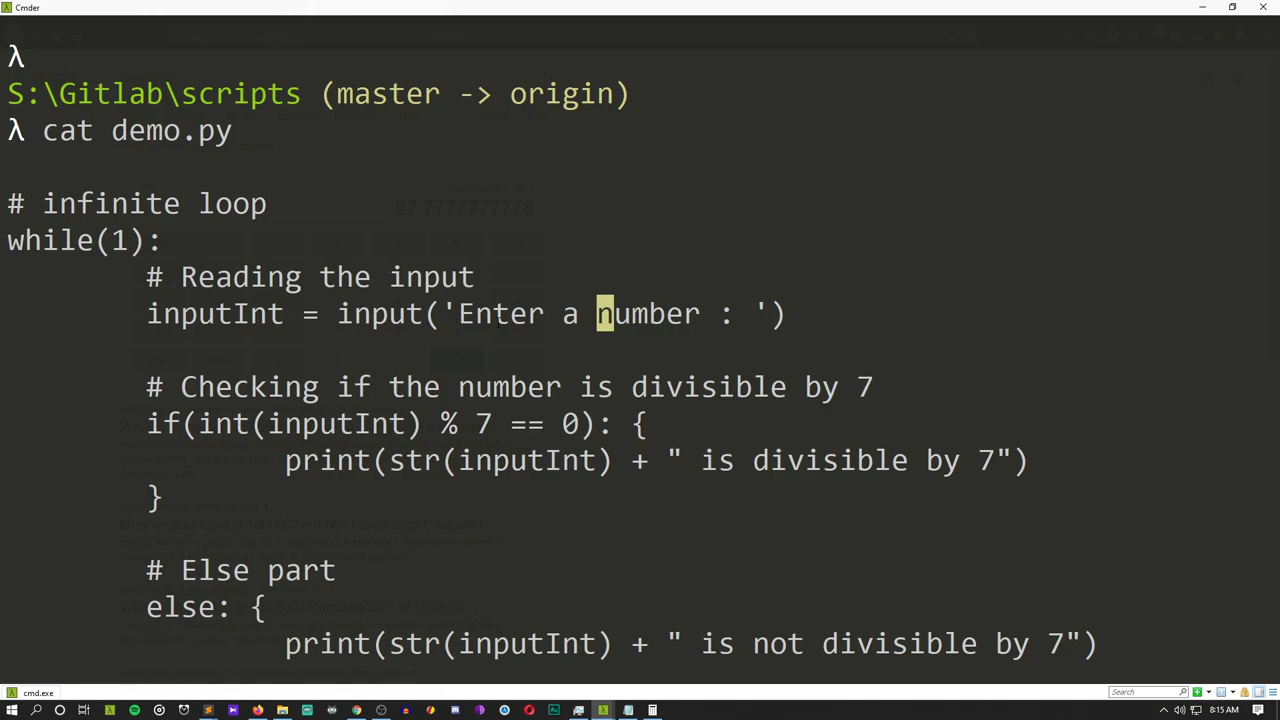 Cmder
λ
S:\Gitlab\scripts (master -> origin)
λ cat demo.py
# infinite loop
while(1):
# Reading the input
inputInt = input('Enter a number : ')
# Checking if the number is divisible by 7
if(int(inputInt) % 7 == 0): {
print(str(inputInt) + " is divisible by 7")
}
# Else part
else: {
print(str(inputInt) + " is not divisible by 7")
cmd.exe
Search
8:15 AM